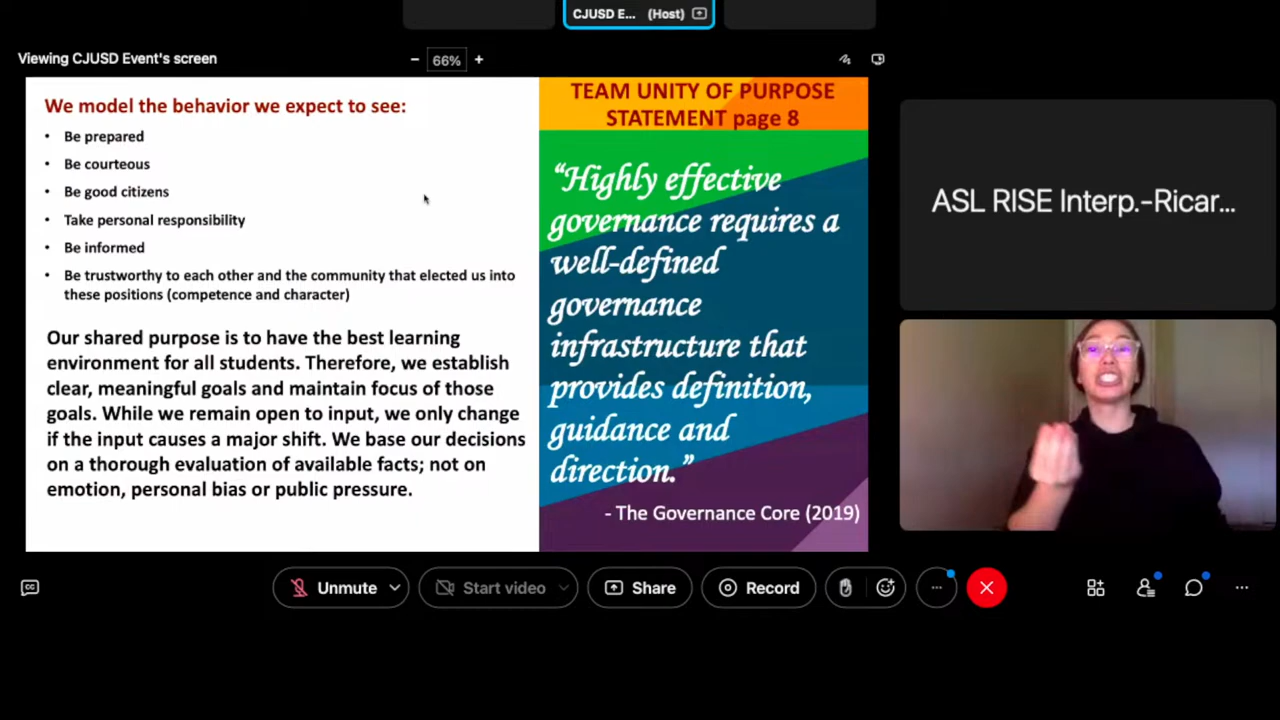 CJUSD E... (Host)
Viewing CJUSD Event's screen
66%
We model the behavior we expect to see:
• Be prepared
• Be courteous
• Be good citizens
• Take personal responsibility
• Be informed
• Be trustworthy to each other and the community that elected us into
these positions (competence and character)
Our shared purpose is to have the best learning
environment for all students. Therefore, we establish
clear, meaningful goals and maintain focus of those
goals. While we remain open to input, we only change
if the input causes a major shift. We base our decisions
on a thorough evaluation of available facts; not on
emotion, personal bias or public pressure.
TEAM UNITY OF PURPOSE
STATEMENT page 8
“Highly effective
governance requires a
well-defined
governance
infrastructure that
provides definition,
guidance and
direction.”
- The Governance Core (2019)
ASL RISE Interp.-Ricar...
CC
Unmute
Start video
Share
Record